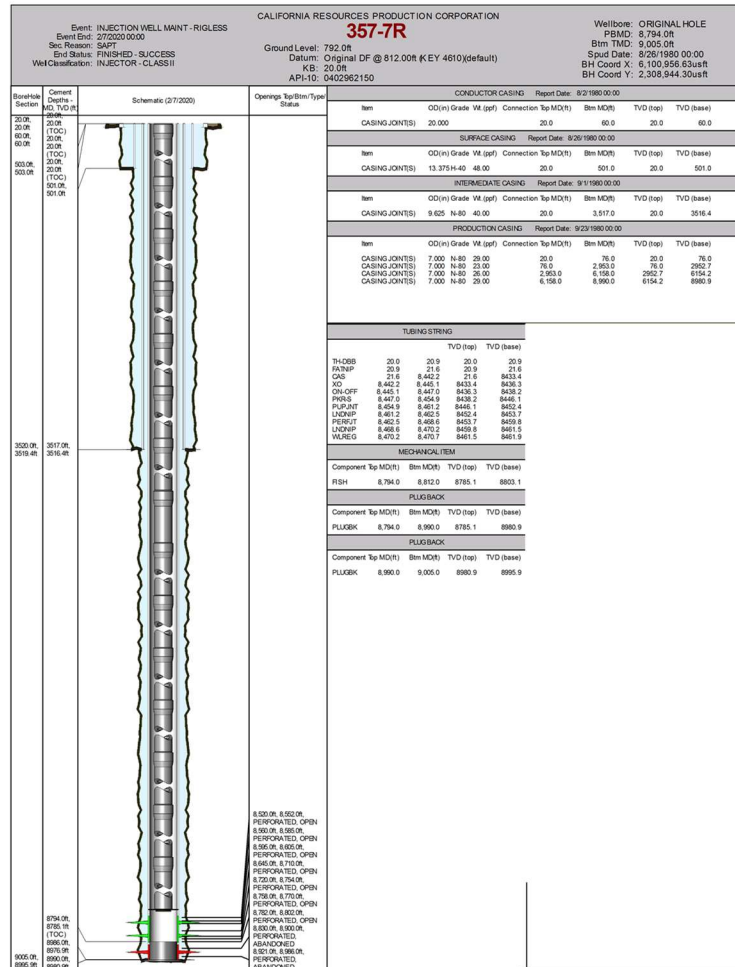 CALIFORNIA RESOURCES PRODUCTION CORPORATION
357-7R
Event: INJECTION WELL MAINT - RIGLESS
Event End: 2/7/2020 00:00
Sec. Reason: SAPT
End Status: FINISHED - SUCCESS
Well Classification: INJECTOR - CLASS II
Ground Level: 792.0ft
Datum: Original DF @ 812.00ft (KEY 4610)(default)
KB: 20.0ft
API-10: 0402962150
Wellbore: ORIGINAL HOLE
PBMD: 8,794.0ft
Btm TMD: 9,005.0ft
Spud Date: 8/26/1980 00:00
BH Coord X: 6,100,956.63usft
BH Coord Y: 2,308,944.30usft
BoreHole Section
Cement Depths - MD, TVD (ft)
Schematic (2/7/2020)
Openings Top/Btm/Type/ Status
20.0ft,
20.0ft
60.0ft,
60.0ft
503.0ft,
503.0ft
3520.0ft,
3519.4ft
9005.0ft,
8995.9ft
20.0ft,
20.0ft
(TOC)
20.0ft,
20.0ft
(TOC)
20.0ft,
20.0ft
(TOC)
501.0ft,
501.0ft
3517.0ft,
3516.4ft
8794.0ft,
8785.1ft
(TOC)
8986.0ft,
8976.9ft
8990.0ft,
8980.9ft
8,520.0ft, 8,552.0ft,
PERFORATED, OPEN
8,560.0ft, 8,585.0ft,
PERFORATED, OPEN
8,595.0ft, 8,605.0ft,
PERFORATED, OPEN
8,645.0ft, 8,710.0ft,
PERFORATED, OPEN
8,720.0ft, 8,754.0ft,
PERFORATED, OPEN
8,758.0ft, 8,770.0ft,
PERFORATED, OPEN
8,782.0ft, 8,802.0ft,
PERFORATED, OPEN
8,830.0ft, 8,900.0ft,
PERFORATED,
ABANDONED
8,921.0ft, 8,986.0ft,
PERFORATED,
ABANDONED
CONDUCTOR CASING Report Date: 8/2/1980 00:00
Item OD(in) Grade Wt.(ppf) Connection Top MD(ft) Btm MD(ft) TVD (top) TVD (base)
CASING JOINT(S) 20.000 20.0 60.0 20.0 60.0
SURFACE CASING Report Date: 8/26/1980 00:00
Item OD(in) Grade Wt.(ppf) Connection Top MD(ft) Btm MD(ft) TVD (top) TVD (base)
CASING JOINT(S) 13.375 H-40 48.00 20.0 501.0 20.0 501.0
INTERMEDIATE CASING Report Date: 9/1/1980 00:00
Item OD(in) Grade Wt.(ppf) Connection Top MD(ft) Btm MD(ft) TVD (top) TVD (base)
CASING JOINT(S) 9.625 N-80 40.00 20.0 3,517.0 20.0 3516.4
PRODUCTION CASING Report Date: 9/23/1980 00:00
Item OD(in) Grade Wt.(ppf) Connection Top MD(ft) Btm MD(ft) TVD (top) TVD (base)
CASING JOINT(S) 7.000 N-80 29.00 20.0 76.0 20.0 76.0
CASING JOINT(S) 7.000 N-80 23.00 76.0 2,953.0 76.0 2952.7
CASING JOINT(S) 7.000 N-80 26.00 2,953.0 6,158.0 2952.7 6154.2
CASING JOINT(S) 7.000 N-80 29.00 6,158.0 8,990.0 6154.2 8980.9
TUBING STRING
TVD (top) TVD (base)
TH-DBB 20.0 20.9 20.0 20.9
FATNIP 20.9 21.6 20.9 21.6
CAS 21.6 8,442.2 21.6 8433.4
XO 8,442.2 8,445.1 8433.4 8436.3
ON-OFF 8,445.1 8,447.0 8436.3 8438.2
PKR-S 8,447.0 8,454.9 8438.2 8446.1
PUPJNT 8,454.9 8,461.2 8446.1 8452.4
LNDNIP 8,461.2 8,462.5 8452.4 8453.7
PERFJT 8,462.5 8,468.6 8453.7 8459.8
LNDNIP 8,468.6 8,470.2 8459.8 8461.5
WLREG 8,470.2 8,470.7 8461.5 8461.9
MECHANICAL ITEM
Component Top MD(ft) Btm MD(ft) TVD (top) TVD (base)
FISH 8,794.0 8,812.0 8785.1 8803.1
PLUG BACK
Component Top MD(ft) Btm MD(ft) TVD (top) TVD (base)
PLUGBK 8,794.0 8,990.0 8785.1 8980.9
PLUG BACK
Component Top MD(ft) Btm MD(ft) TVD (top) TVD (base)
PLUGBK 8,990.0 9,005.0 8980.9 8995.9